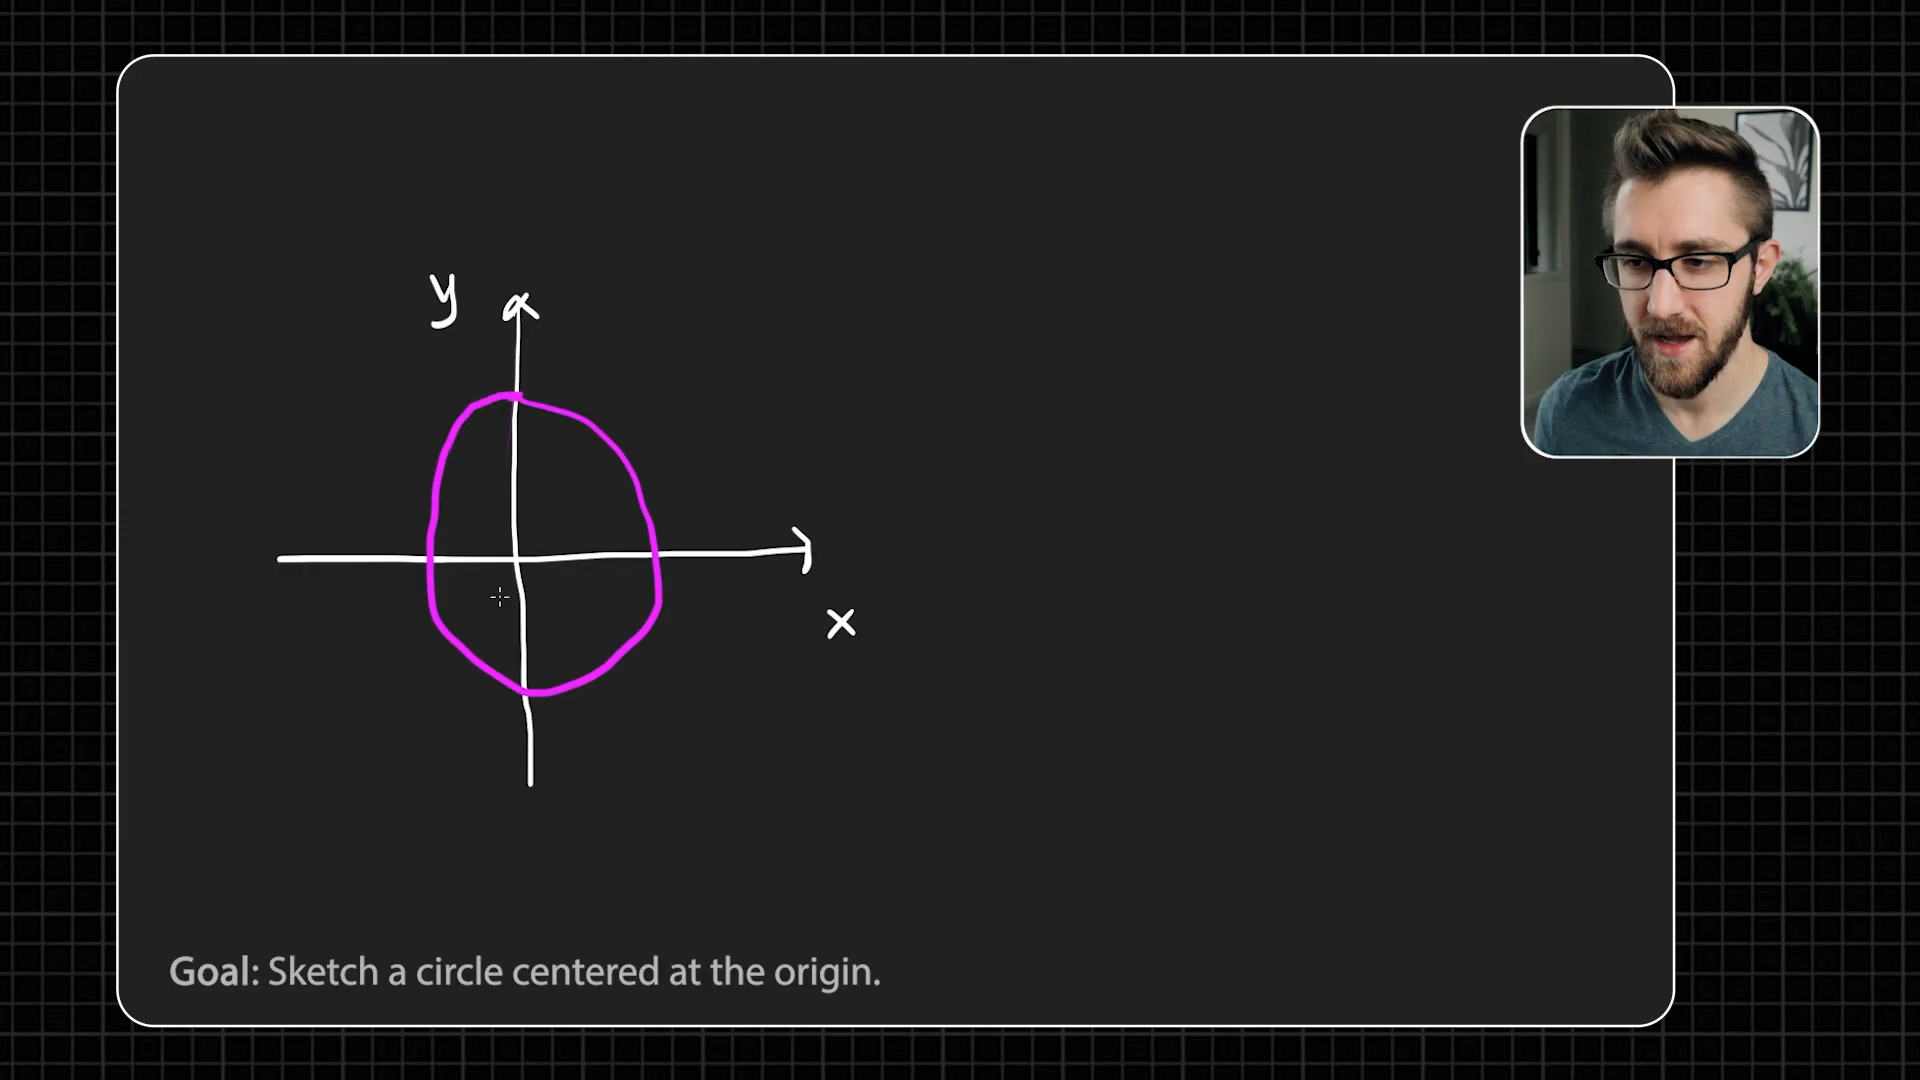 y
x
Goal: Sketch a circle centered at the origin.